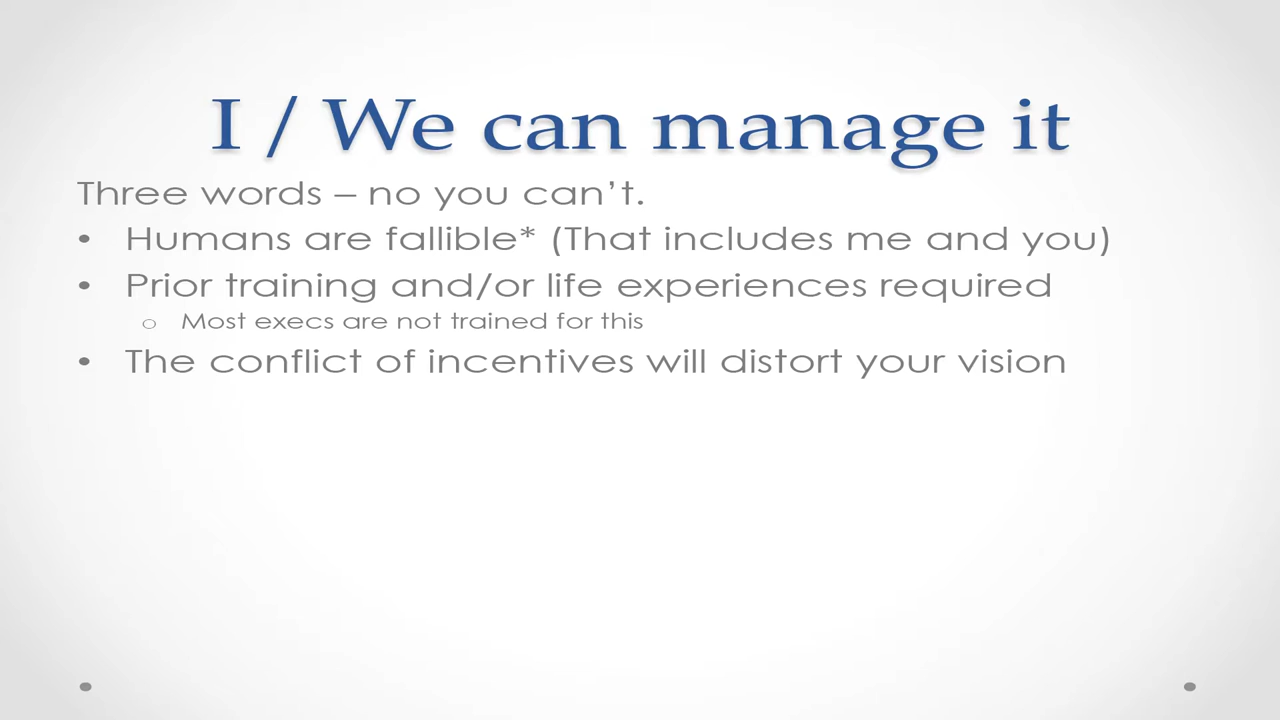 I / We can manage it
Three words – no you can’t.
• Humans are fallible* (That includes me and you)
• Prior training and/or life experiences required
○ Most execs are not trained for this
• The conflict of incentives will distort your vision